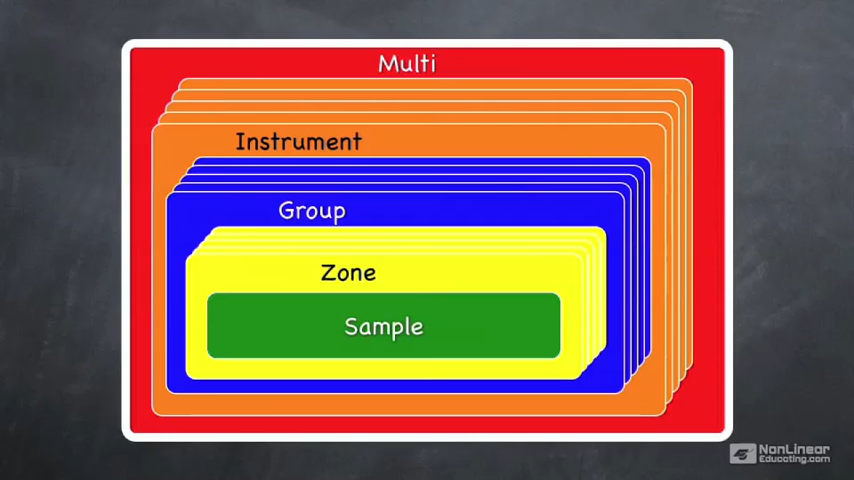 Multi
Instrument
Group
Zone
Sample
NonLinear
Educating.com